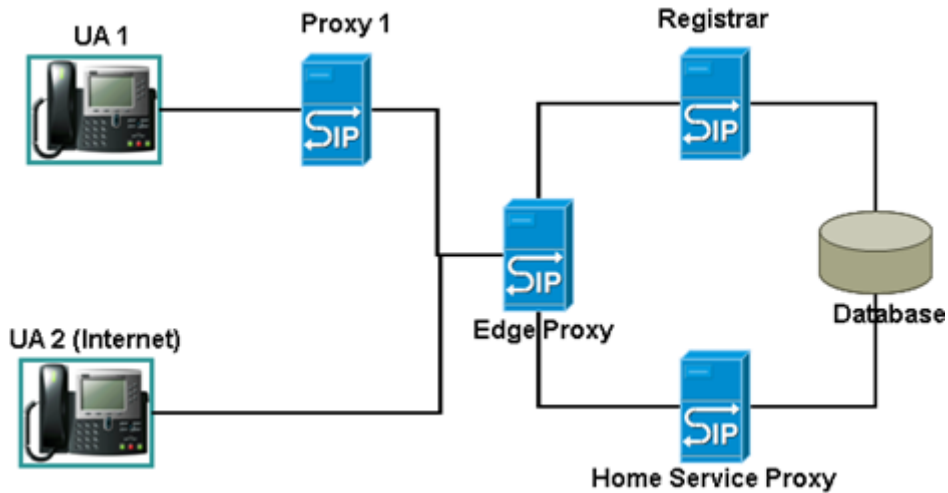 UA 1
Proxy 1
Registrar
SIP
SIP
SIP
Edge Proxy
Database
UA 2 (Internet)
SIP
Home Service Proxy